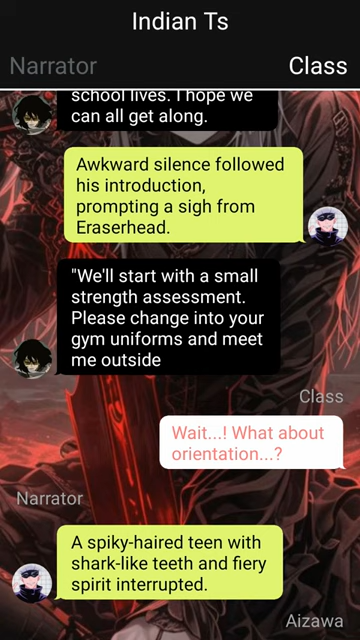 Indian Ts
Narrator
Class
school lives. I hope we
can all get along.
Awkward silence followed
his introduction,
prompting a sigh from
Eraserhead.
"We'll start with a small
strength assessment.
Please change into your
gym uniforms and meet
me outside
Class
Wait...! What about
orientation...?
Narrator
A spiky-haired teen with
shark-like teeth and fiery
spirit interrupted.
Aizawa